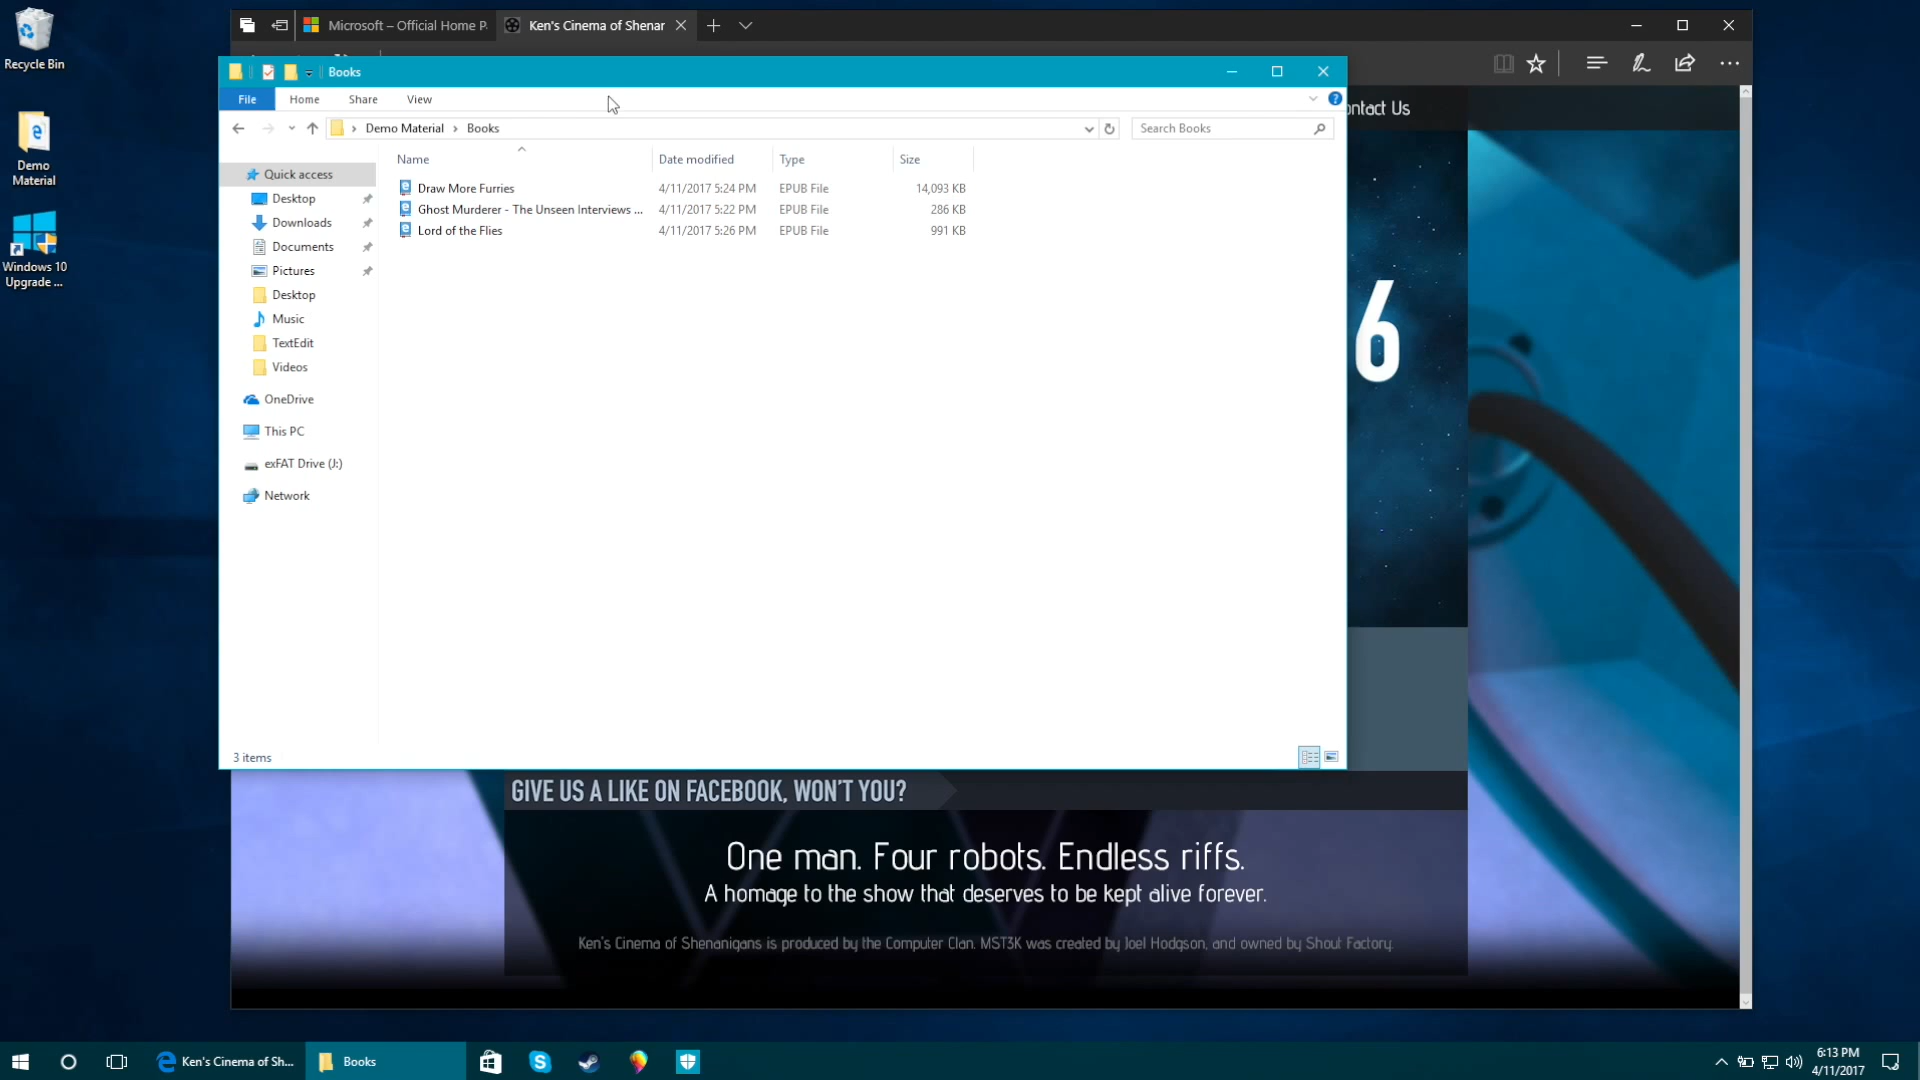 Recycle Bin
Demo
Material
Windows 10
Upgrade ...
Microsoft – Official Home P
Ken's Cinema of Shenar
Books
File Home Share View
Demo Material > Books
Search Books
Name Date modified Type Size
Draw More Furries 4/11/2017 5:24 PM EPUB File 14,093 KB
Ghost Murderer - The Unseen Interviews ... 4/11/2017 5:22 PM EPUB File 286 KB
Lord of the Flies 4/11/2017 5:26 PM EPUB File 991 KB
Quick access
Desktop
Downloads
Documents
Pictures
Desktop
Music
TextEdit
Videos
OneDrive
This PC
exFAT Drive (J:)
Network
3 items
ontact Us
6
GIVE US A LIKE ON FACEBOOK, WON'T YOU?
One man. Four robots. Endless riffs.
A homage to the show that deserves to be kept alive forever.
Ken's Cinema of Shenanigans is produced by the Computer Clan. MST3K was created by Joel Hodgson, and owned by Shout Factory.
Ken's Cinema of Sh...
Books
6:13 PM
4/11/2017